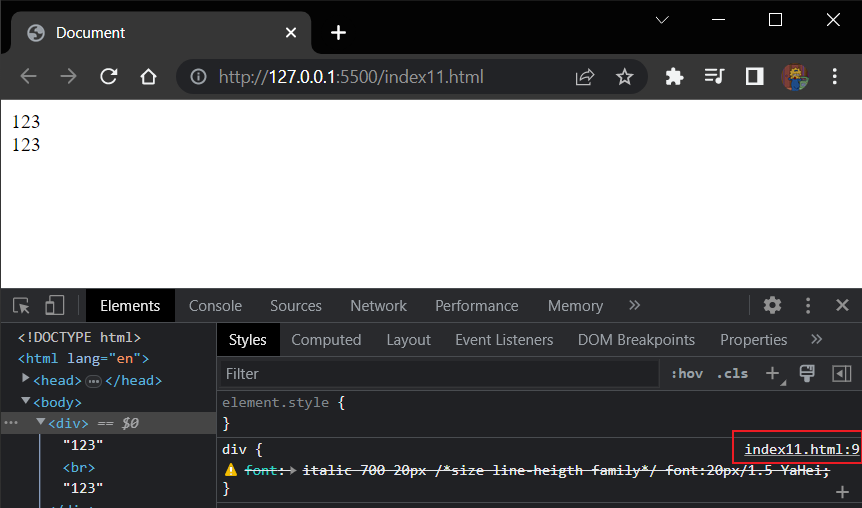 Document
http://127.0.0.1:5500/index11.html
123
123
Elements Console Sources Network Performance Memory »
<!DOCTYPE html>
<html lang="en">
<head> ••• </head>
<body>
••• <div> == $0
"123"
<br>
"123"
</div>
Styles Computed Layout Event Listeners DOM Breakpoints Properties »
Filter :hov .cls +
element.style {
}
div { index11.html:9
font: italic 700 20px /*size line-heigth family*/ font:20px/1.5 YaHei;
}